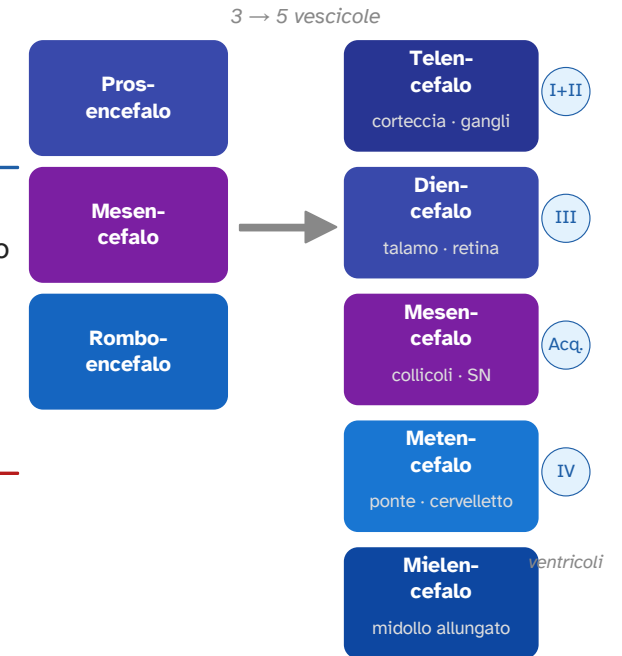 3 → 5 vescicole
Pros-
encefalo
Mesen-
cefalo
Rombo-
encefalo
o
Telen-
cefalo
corteccia · gangli
I+II
Dien-
cefalo
talamo · retina
III
Mesen-
cefalo
collicoli · SN
Acq.
Meten-
cefalo
ponte · cervelletto
IV
Mielen-
cefalo
midollo allungato
ventricoli